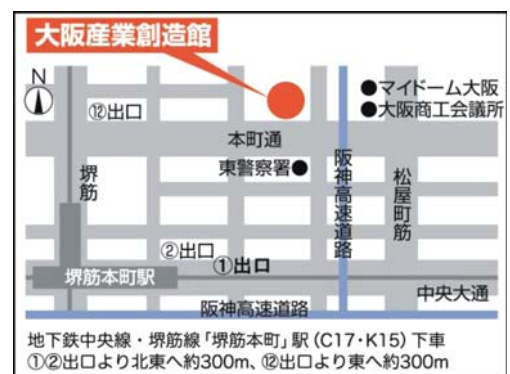 大阪産業創造館
N
⑫出口
●マイドーム大阪
●大阪商工会議所
本町通
東警察署●
堺筋
阪神高速道路
松屋町筋
②出口
①出口
堺筋本町駅
中央大通
阪神高速道路
地下鉄中央線・堺筋線「堺筋本町」駅(C17・K15)下車
①②出口より北東へ約300m、⑫出口より東へ約300m